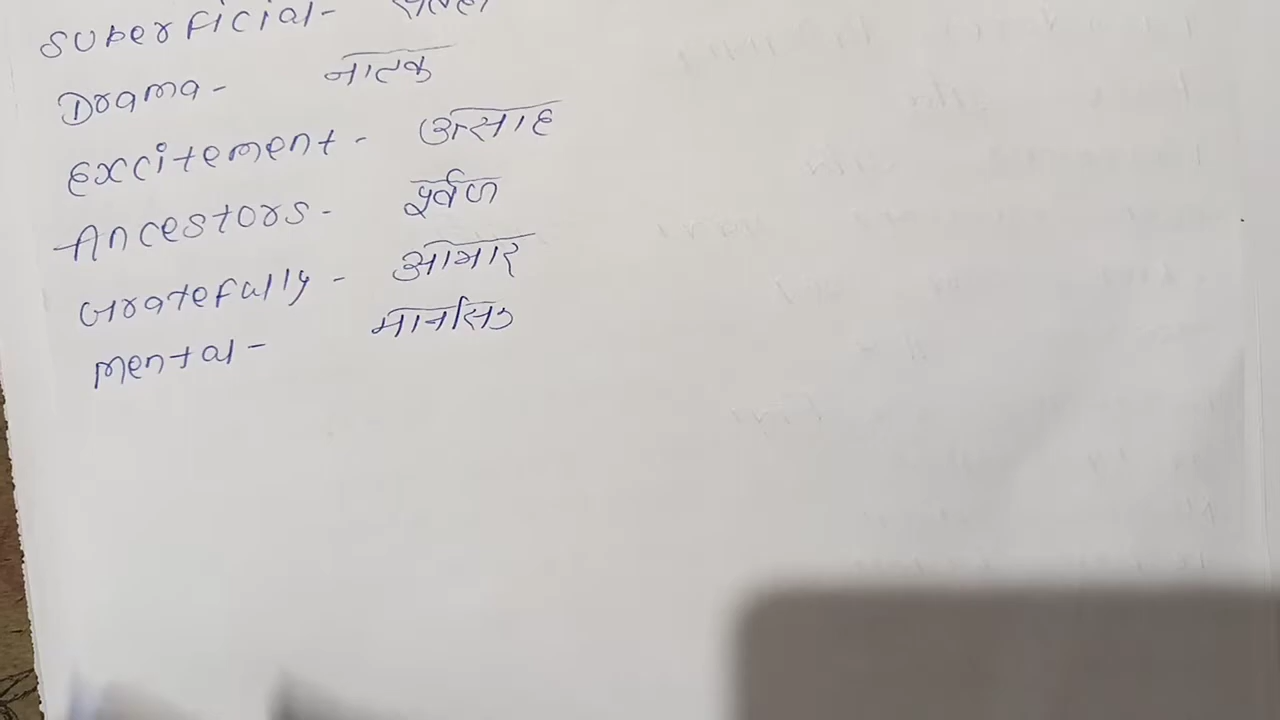 Superficial-
Drama- नाटक
Excitement- उत्साह
Ancestors- पूर्वज
Gratefully- आभार
mental- मानसिक